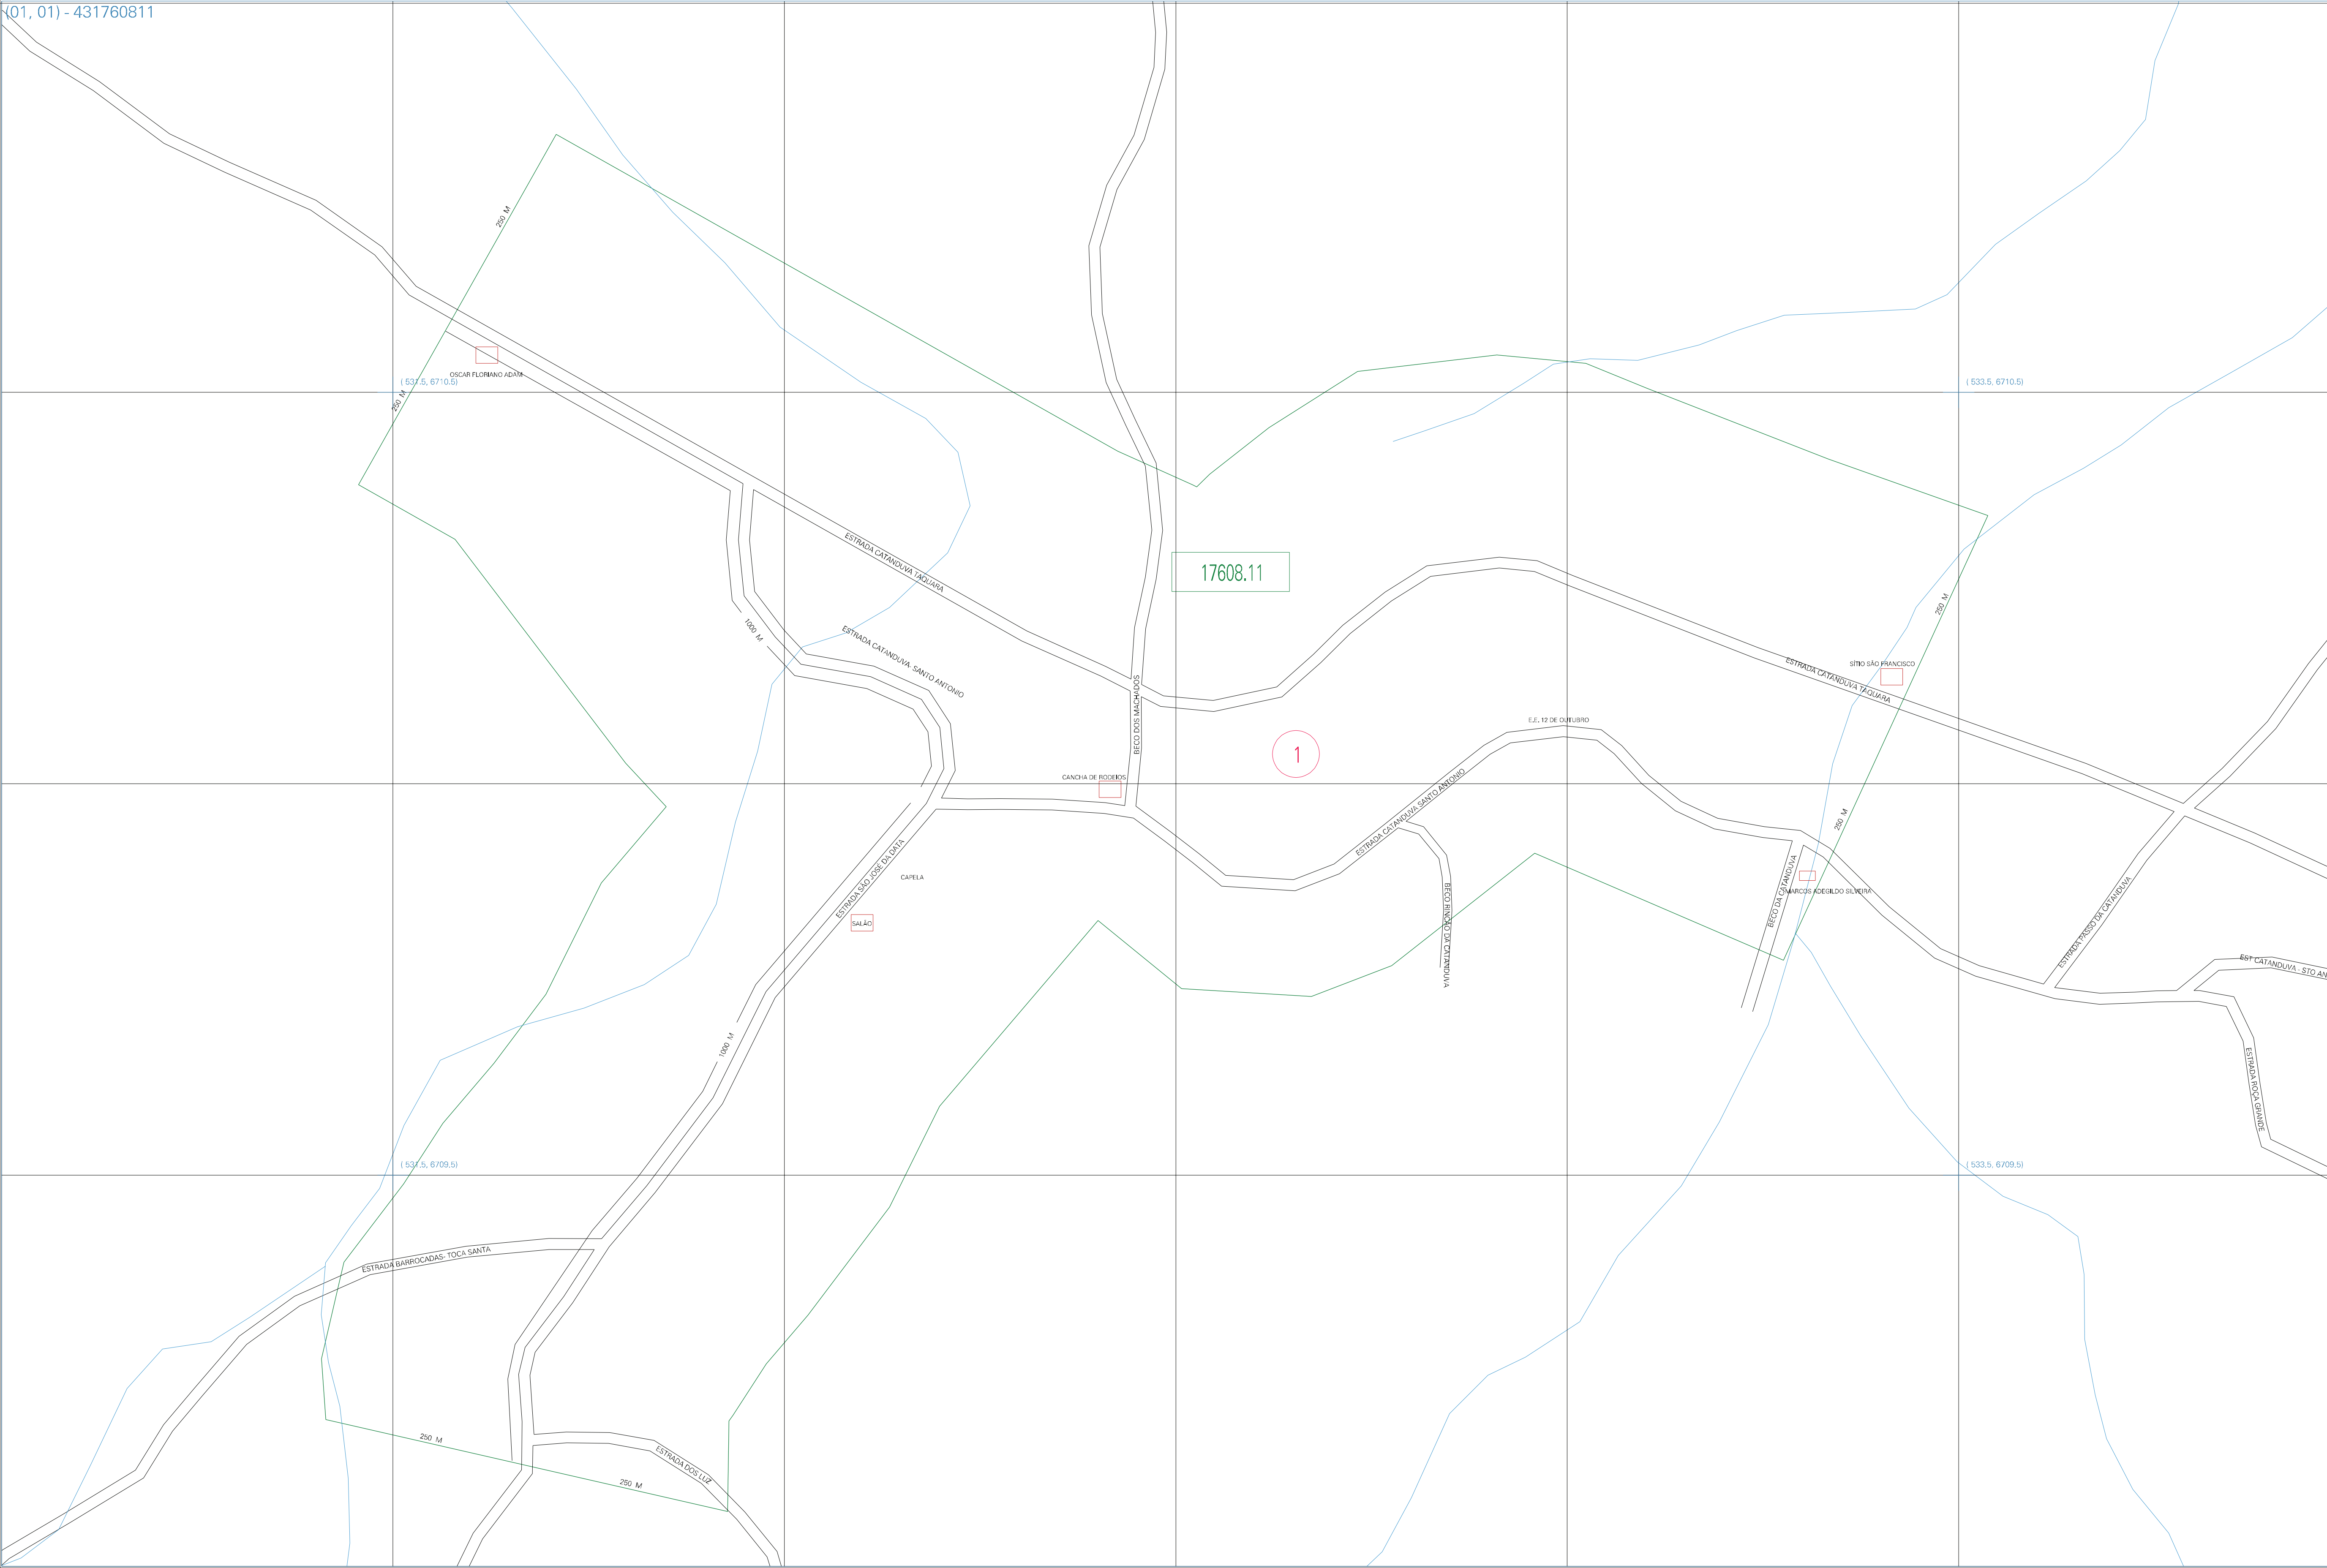 (01, 01) - 431760811
250 M
OSCAR FLORIANO ADAM
( 531.5, 6710.5)
( 533.5, 6710.5)
250 M
ESTRADA CATANDUVA TAQUARA
17608.11
250 M
1000 M
ESTRADA CATANDUVA- SANTO ANTONIO
SÍTIO SÃO FRANCISCO
ESTRADA CATANDUVA TAQUARA
BECO DOS MACHADOS
E.E. 12 DE OUTUBRO
1
CANCHA DE RODEIOS
ESTRADA CATANDUVA SANTO ANTONIO
250 M
ESTRADA SÃO JOSÉ DA DATA
CAPELA
BECO DA CATANDUVA
MARCOS ADEGILDO SILVEIRA
BECO RINCÃO DA CATANDUVA
SALÃO
ESTRADA PASSO DA CATANDUVA
EST CATANDUVA - STO AN
1000 M
ESTRADA ROÇA GRANDE
( 531.5, 6709.5)
( 533.5, 6709.5)
ESTRADA BARROCADAS- TOCA SANTA
250 M
ESTRADA DOS LUZ
250 M